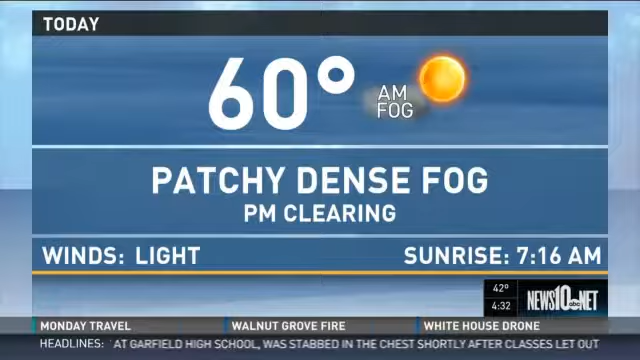 TODAY
60°
AM
FOG
PATCHY DENSE FOG
PM CLEARING
WINDS: LIGHT
SUNRISE: 7:16 AM
42°
4:32
NEWS10.NET
abc
MONDAY TRAVEL
WALNUT GROVE FIRE
WHITE HOUSE DRONE
HEADLINES: AT GARFIELD HIGH SCHOOL, WAS STABBED IN THE CHEST SHORTLY AFTER CLASSES LET OUT